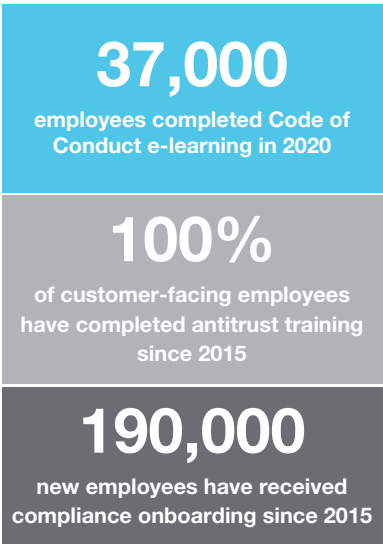 37,000
employees completed Code of
Conduct e-learning in 2020
100%
of customer-facing employees
have completed antitrust training
since 2015
190,000
new employees have received
compliance onboarding since 2015